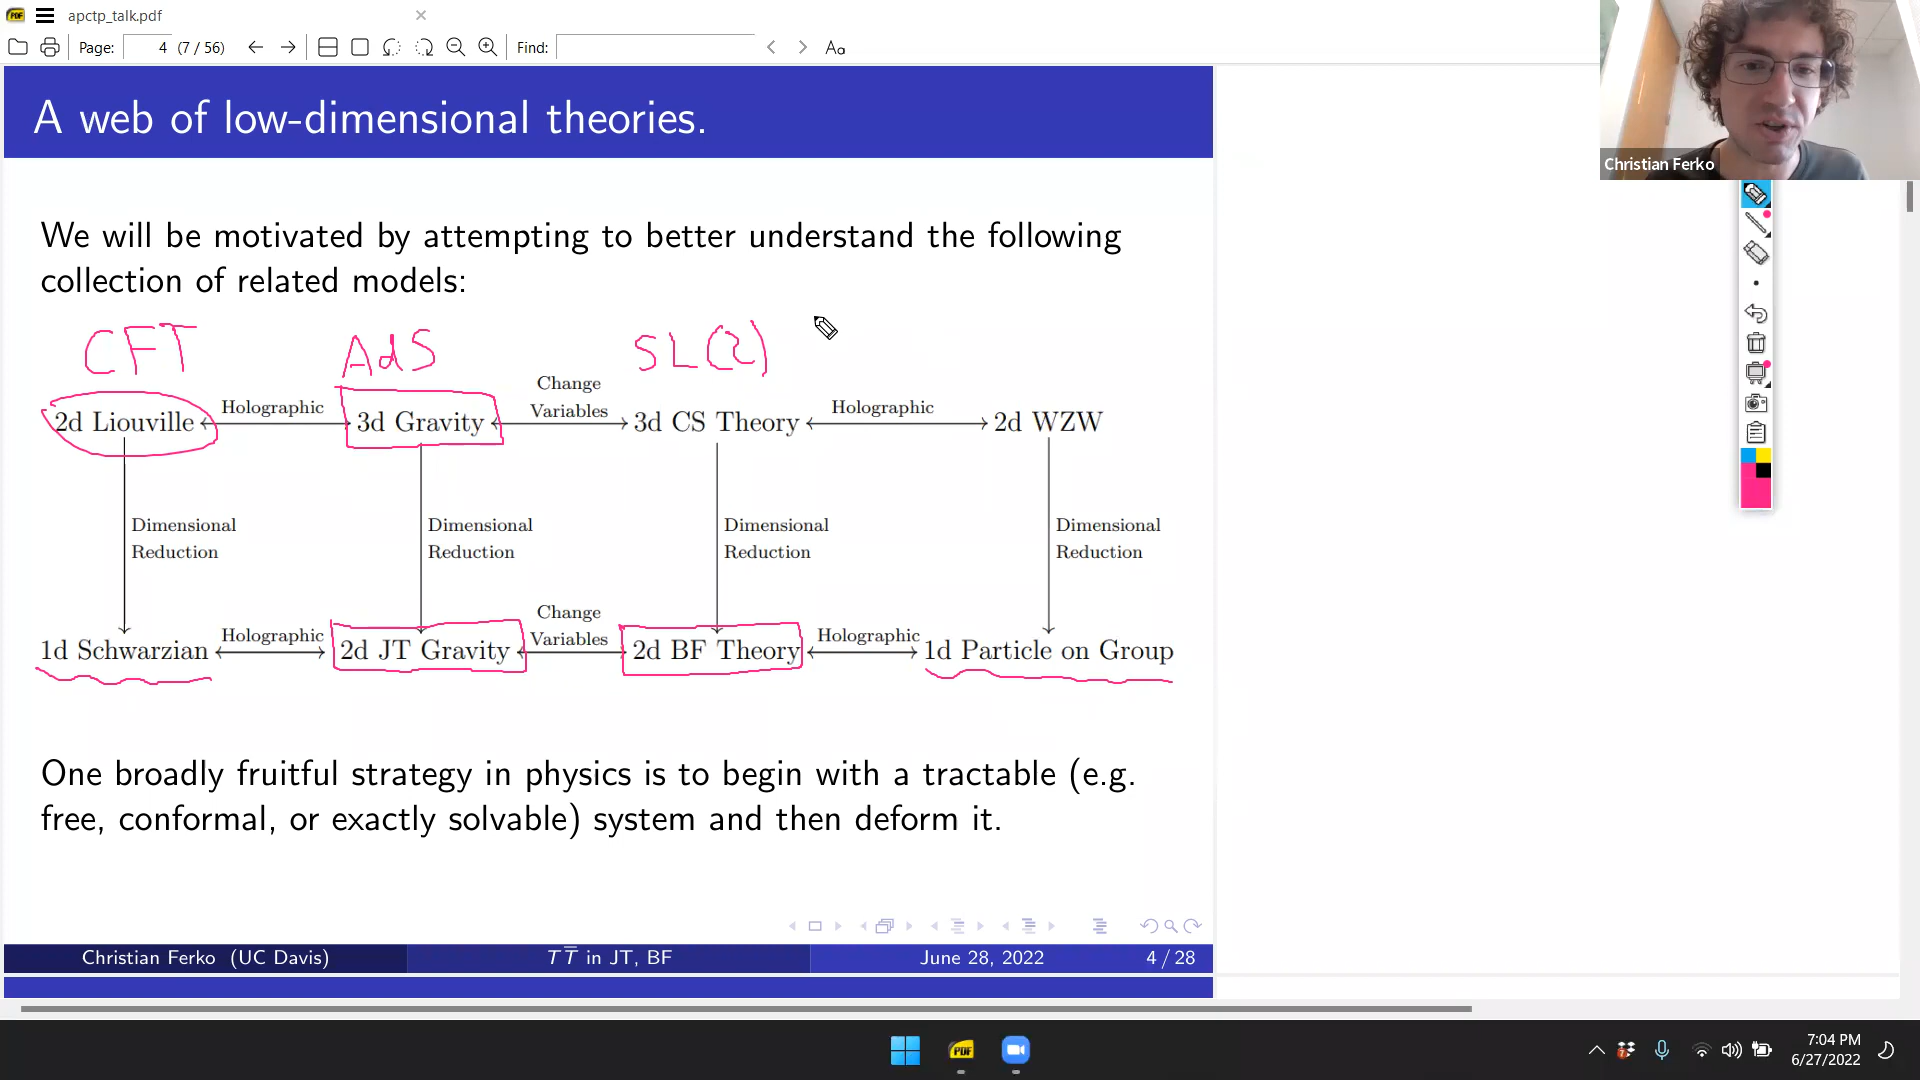 apctp_talk.pdf
Page: 4 (7 / 56) Find: Aa
Christian Ferko
A web of low-dimensional theories.
We will be motivated by attempting to better understand the following
collection of related models:
CFT AdS SL(2)
2d Liouville Holographic 3d Gravity Change Variables 3d CS Theory Holographic 2d WZW
Dimensional Reduction Dimensional Reduction Dimensional Reduction Dimensional Reduction
1d Schwarzian Holographic 2d JT Gravity Change Variables 2d BF Theory Holographic 1d Particle on Group
One broadly fruitful strategy in physics is to begin with a tractable (e.g.
free, conformal, or exactly solvable) system and then deform it.
Christian Ferko (UC Davis) TT̅ in JT, BF June 28, 2022 4 / 28
PDF
7:04 PM
6/27/2022